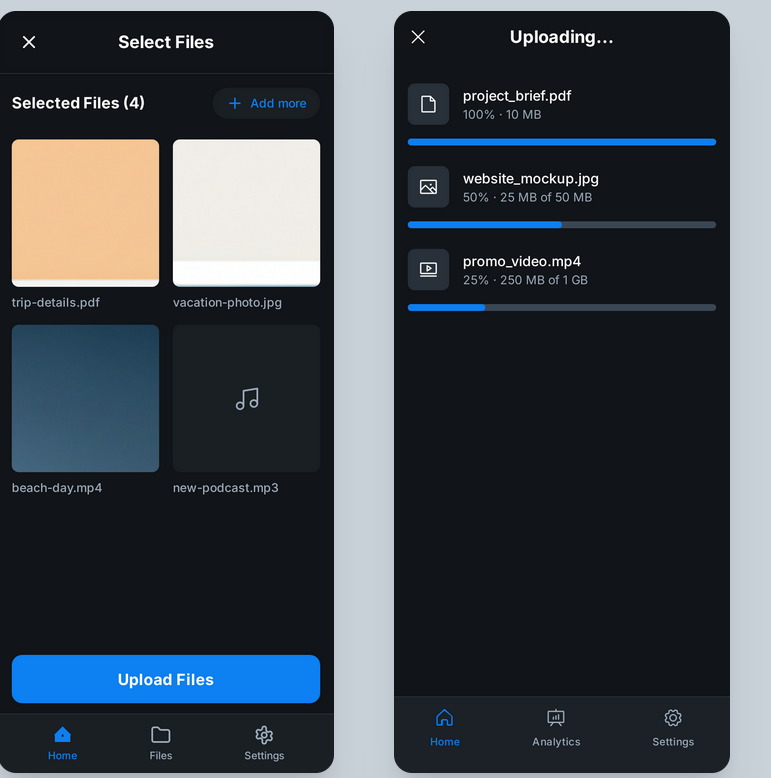 Select Files
Selected Files (4)
Add more
trip-details.pdf
vacation-photo.jpg
beach-day.mp4
new-podcast.mp3
Upload Files
Home
Files
Settings
Uploading...
project_brief.pdf
100% · 10 MB
website_mockup.jpg
50% · 25 MB of 50 MB
promo_video.mp4
25% · 250 MB of 1 GB
Home
Analytics
Settings